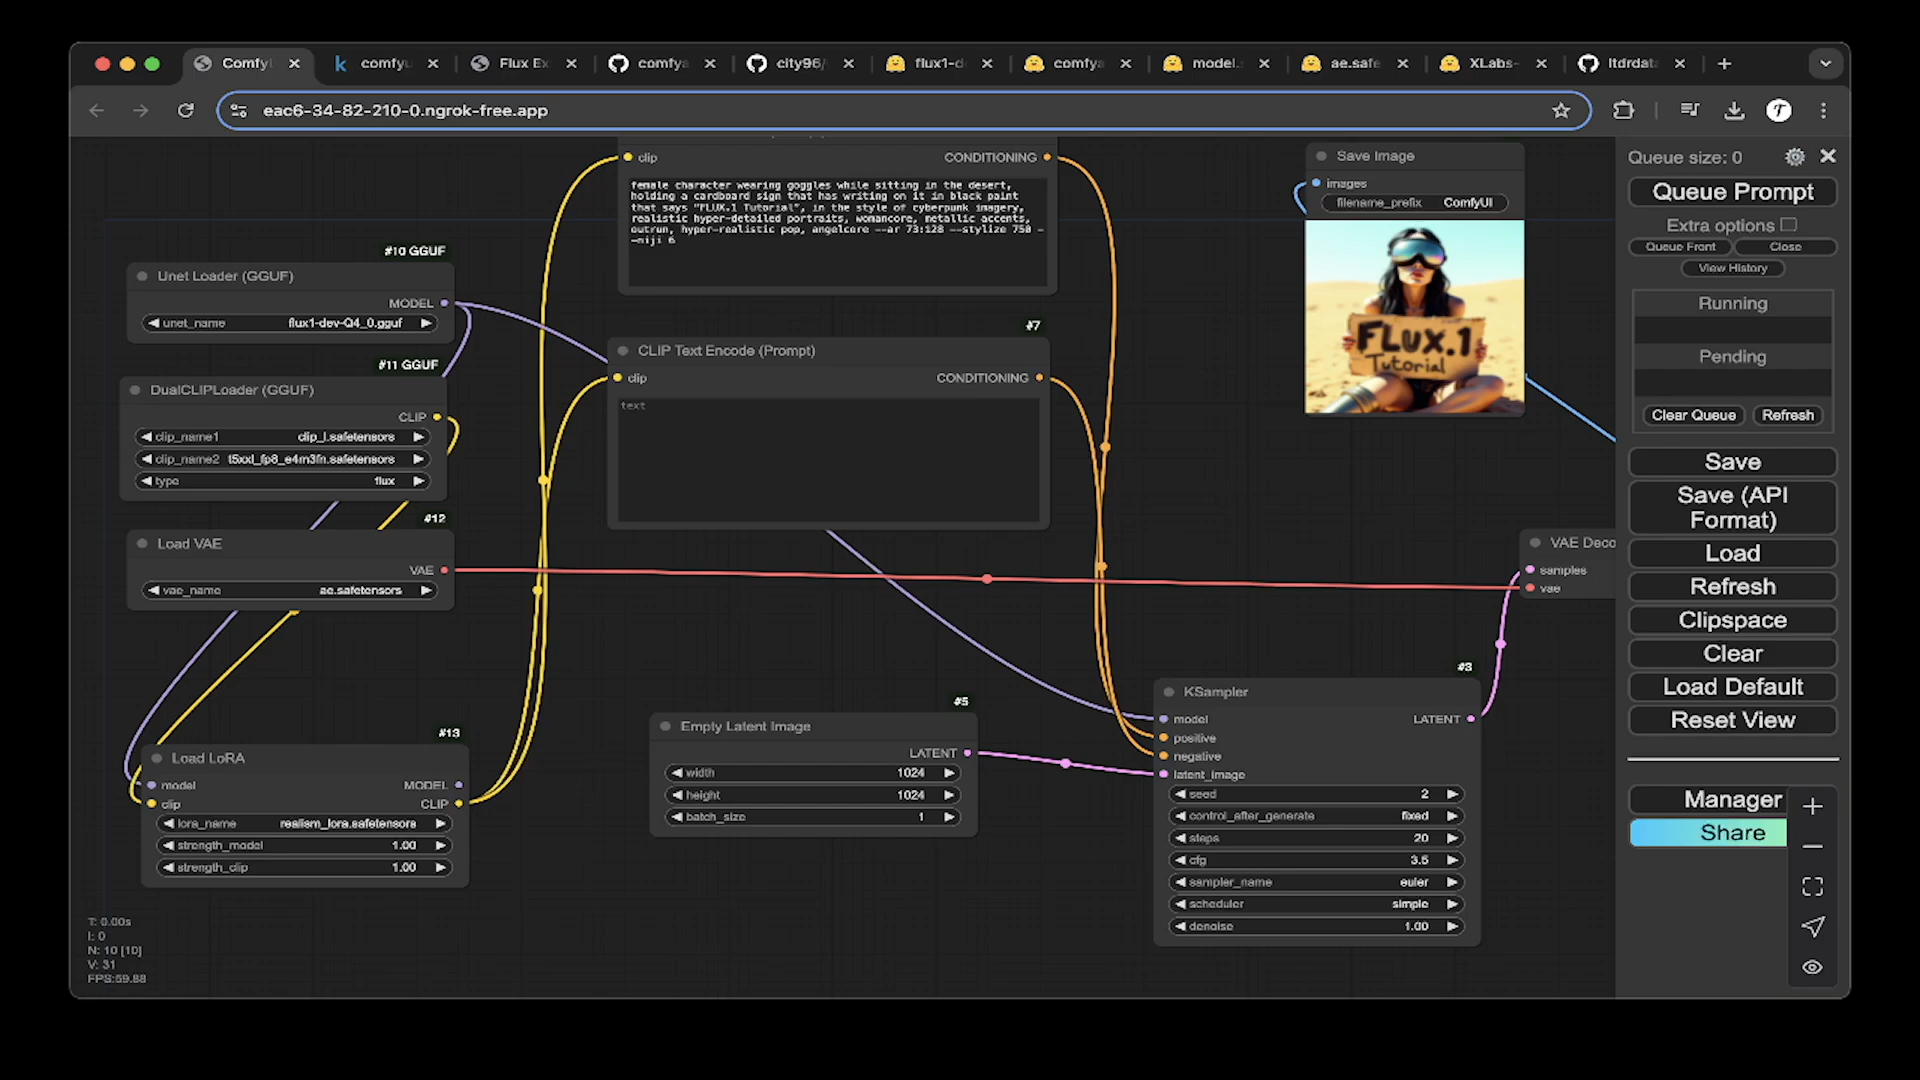 ComfyU
comfyu
Flux Ex
comfya
city96/
flux1-d
comfya
model.
ae.safe
XLabs-
ltdrdat
eac6-34-82-210-0.ngrok-free.app
clip
CONDITIONING
female character wearing goggles while sitting in the desert,
holding a cardboard sign that has writing on it in black paint
that says "FLUX.1 Tutorial", in the style of cyberpunk imagery,
realistic hyper-detailed portraits, womancore, metallic accents,
outrun, hyper-realistic pop, angelcore --ar 73:128 --stylize 750 -
-niji 6
#10 GGUF
Unet Loader (GGUF)
MODEL
unet_name flux1-dev-Q4_0.gguf
#11 GGUF
DualCLIPLoader (GGUF)
CLIP
clip_name1 clip_l.safetensors
clip_name2 t5xxl_fp8_e4m3fn.safetensors
type flux
#12
Load VAE
VAE
vae_name ae.safetensors
#13
Load LoRA
model MODEL
clip CLIP
lora_name realism_lora.safetensors
strength_model 1.00
strength_clip 1.00
#7
CLIP Text Encode (Prompt)
clip CONDITIONING
text
#5
Empty Latent Image
LATENT
width 1024
height 1024
batch_size 1
#3
KSampler
model LATENT
positive
negative
latent_image
seed 2
control_after_generate fixed
steps 20
cfg 3.5
sampler_name euler
scheduler simple
denoise 1.00
Save Image
images
filename_prefix ComfyUI
FLUX.1
Tutorial
VAE Deco
samples
vae
Queue size: 0
Queue Prompt
Extra options
Queue Front Close
View History
Running
Pending
Clear Queue Refresh
Save
Save (API
Format)
Load
Refresh
Clipspace
Clear
Load Default
Reset View
Manager
Share
T: 0.00s
I: 0
N: 10 [10]
V: 31
FPS:59.88